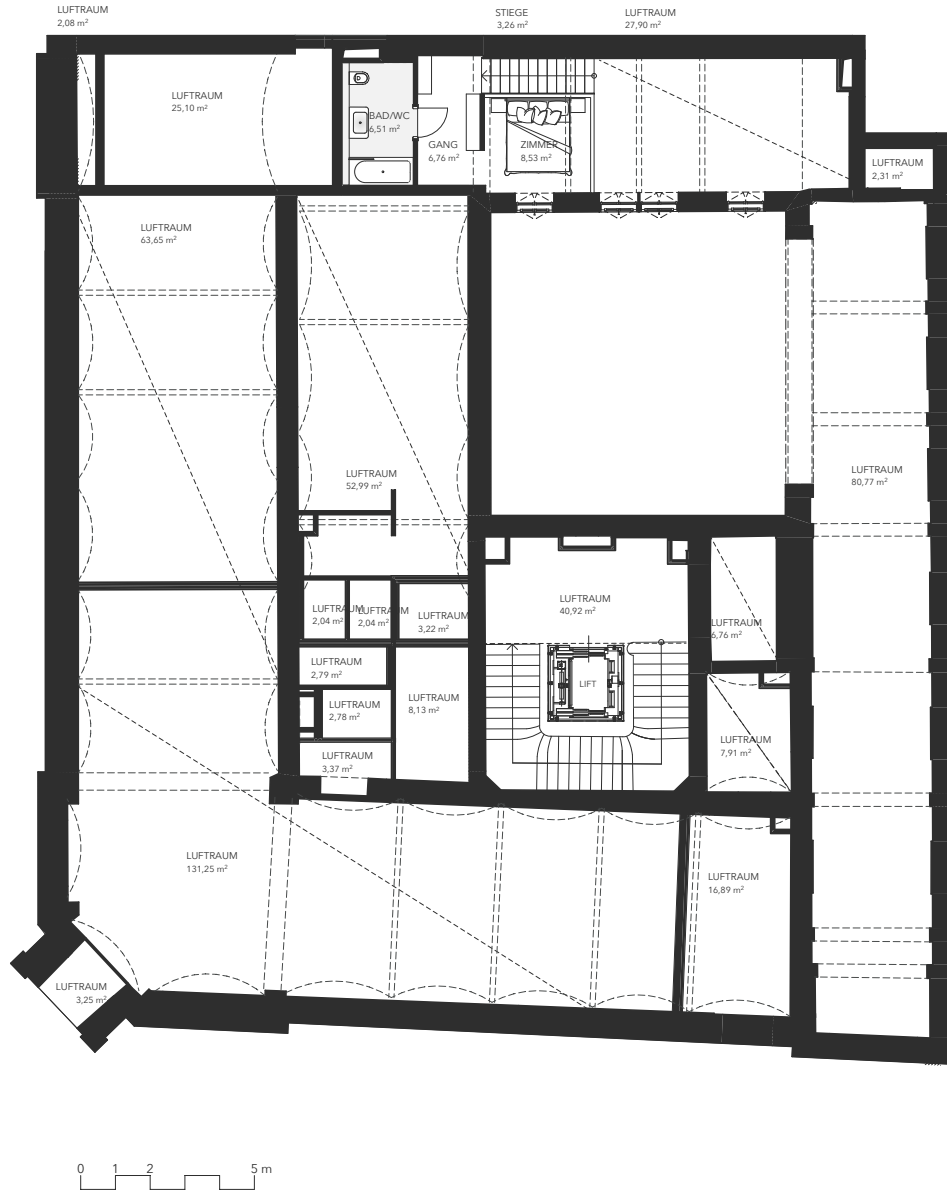 LUFTRAUM
2,08 m²
STIEGE
3,26 m²
LUFTRAUM
27,90 m²
LUFTRAUM
25,10 m²
BAD/WC
6,51 m²
GANG
6,76 m²
ZIMMER
8,53 m²
LUFTRAUM
2,31 m²
LUFTRAUM
63,65 m²
LUFTRAUM
52,99 m²
LUFTRAUM
80,77 m²
LUFTRAUM
2,04 m²
LUFTRAUM
2,04 m²
LUFTRAUM
3,22 m²
LUFTRAUM
40,92 m²
LUFTRAUM
6,76 m²
LUFTRAUM
2,79 m²
LIFT
LUFTRAUM
2,78 m²
LUFTRAUM
8,13 m²
LUFTRAUM
7,91 m²
LUFTRAUM
3,37 m²
LUFTRAUM
131,25 m²
LUFTRAUM
16,89 m²
LUFTRAUM
3,25 m²
0 1 2 5 m